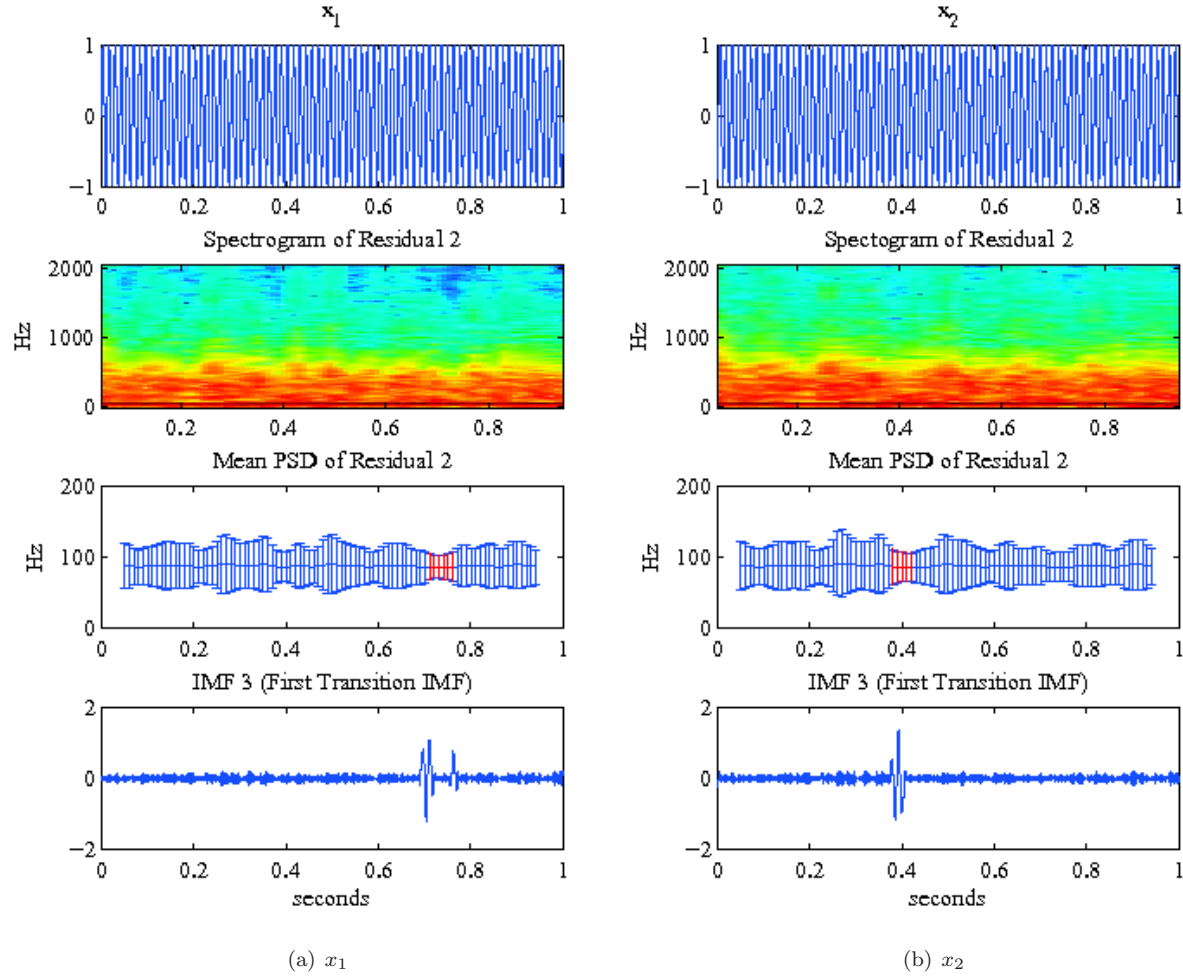 x1
1
0
−1
0 0.2 0.4 0.6 0.8 1
Spectrogram of Residual 2
2000
1000
0
Hz
0.2 0.4 0.6 0.8
Mean PSD of Residual 2
200
100
0
Hz
0 0.2 0.4 0.6 0.8 1
IMF 3 (First Transition IMF)
2
0
−2
0 0.2 0.4 0.6 0.8 1
seconds
(a) x1
x2
1
0
−1
0 0.2 0.4 0.6 0.8 1
Spectogram of Residual 2
2000
1000
0
Hz
0.2 0.4 0.6 0.8
Mean PSD of Residual 2
200
100
0
Hz
0 0.2 0.4 0.6 0.8 1
IMF 3 (First Transition IMF)
2
0
−2
0 0.2 0.4 0.6 0.8 1
seconds
(b) x2